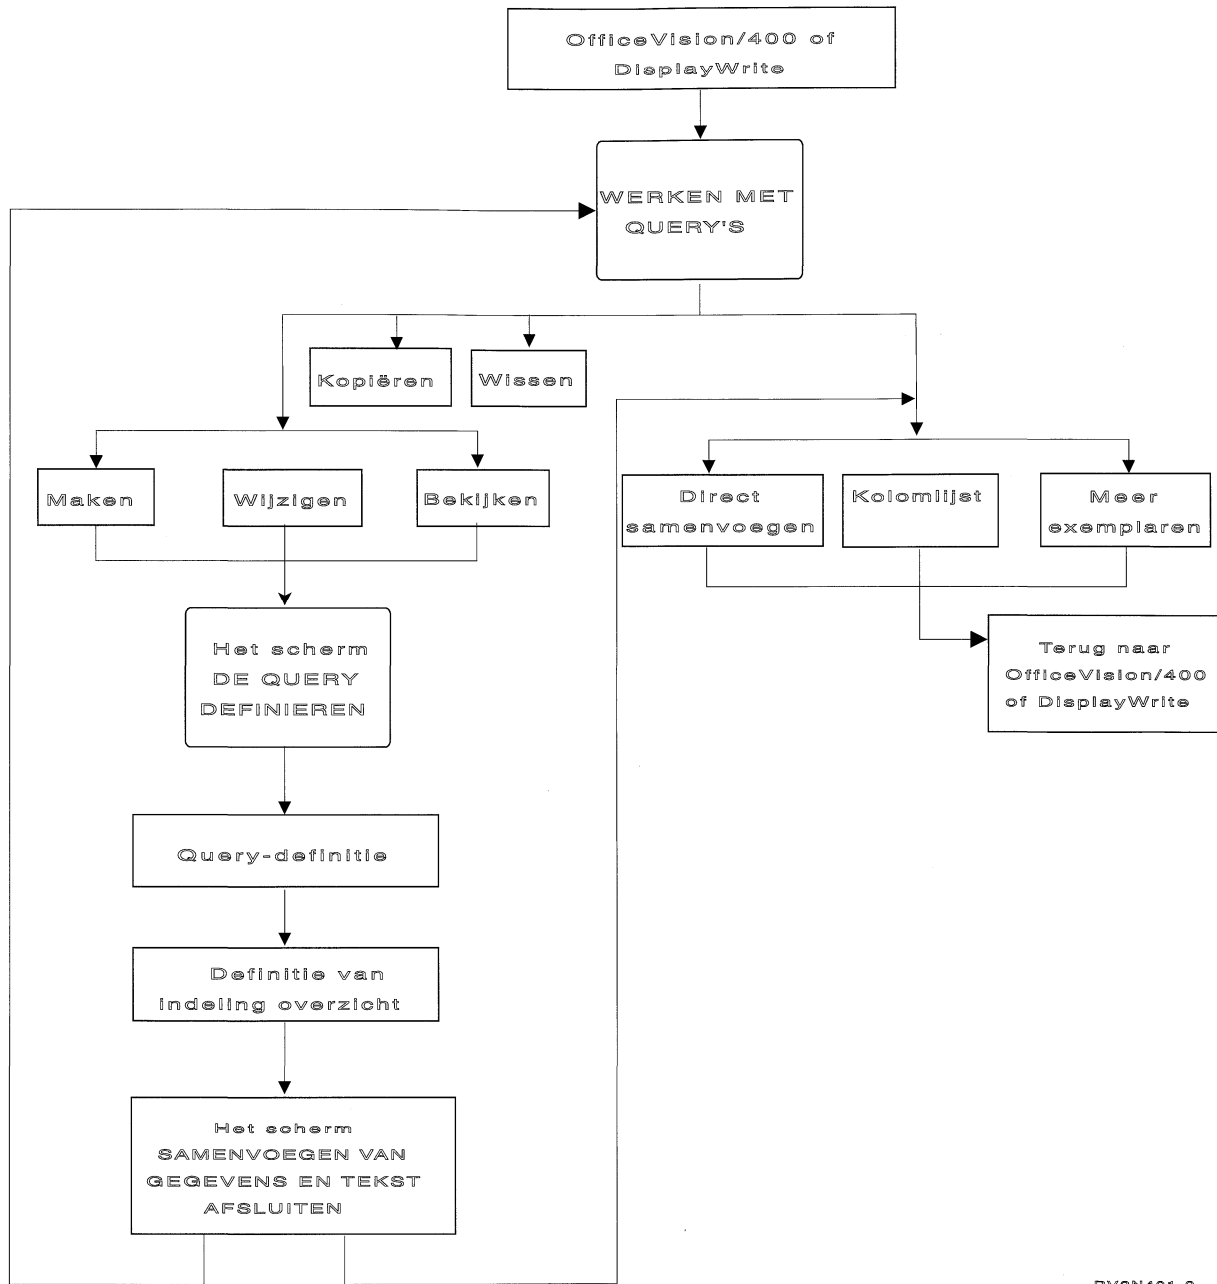 OfficeVision/400 of
DisplayWrite
WERKEN MET
QUERY'S
Kopiëren
Wissen
Maken
Wijzigen
Bekijken
Direct
samenvoegen
Kolomlijst
Meer
exemplaren
Het scherm
DE QUERY
DEFINIEREN
Terug naar
OfficeVision/400
of DisplayWrite
Query-definitie
Definitie van
indeling overzicht
Het scherm
SAMENVOEGEN VAN
GEGEVENS EN TEKST
AFSLUITEN